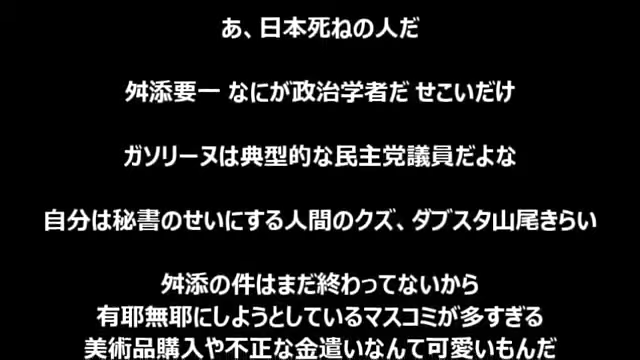 あ、日本死ねの人だ
舛添要一 なにが政治学者だ せこいだけ
ガソリーヌは典型的な民主党議員だよな
自分は秘書のせいにする人間のクズ、ダブスタ山尾きらい
舛添の件はまだ終わってないから
有耶無耶にしようとしているマスコミが多すぎる
美術品購入や不正な金遣いなんて可愛いもんだ